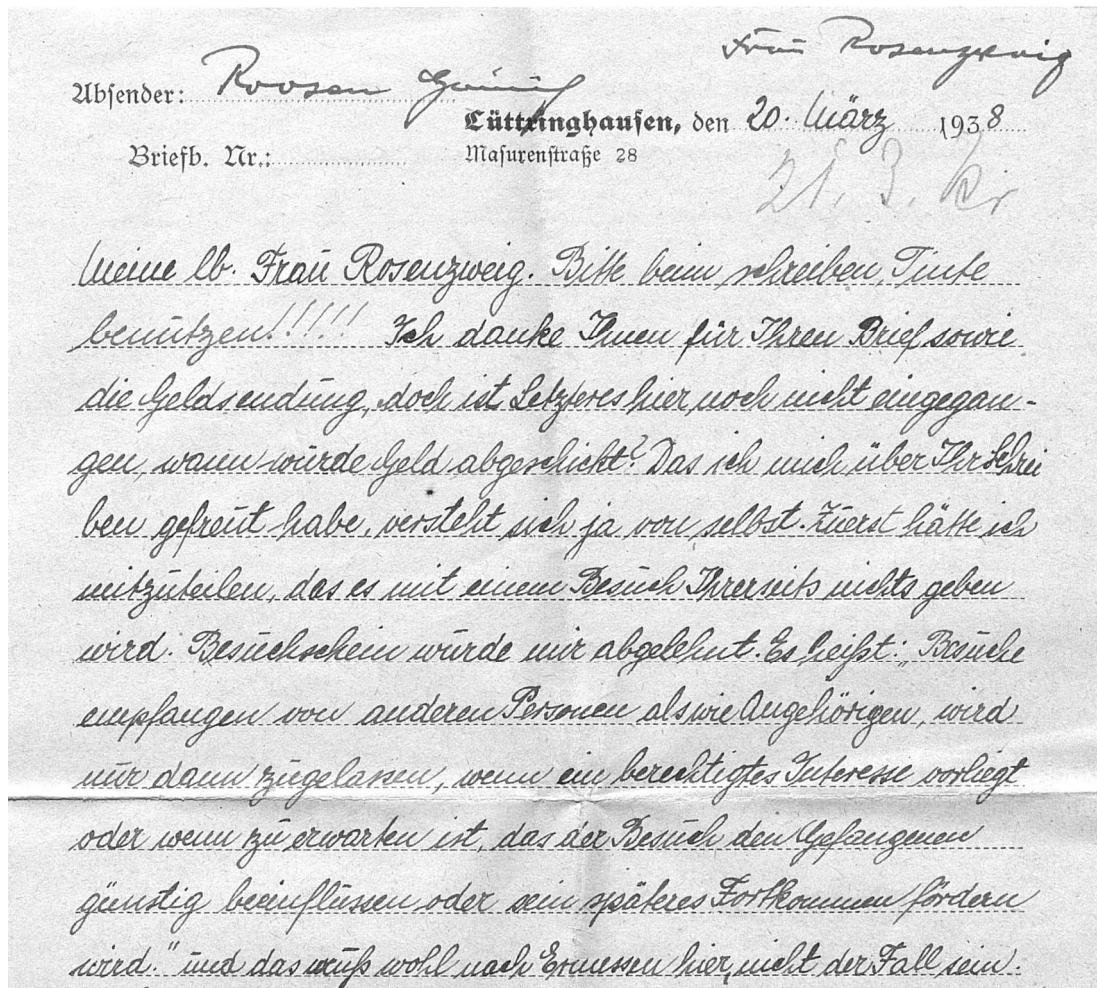 Frau Rosenzweig
Absender: Roosen
Lüttringhausen, den 20. März 1938
Briefb. Nr.: Masurenstraße 28
21. 3. Kr
Meine lb. Frau Rosenzweig. Bitte beim schreiben, Tinte
benutzen!!!!!! Ich danke Ihnen für Ihren Brief sowie
die Geldsendung, doch ist Letzteres hier noch nicht eingegan-
gen, wann wurde Geld abgeschickt? Das ich mich über Ihr Schrei
ben gefreut habe, versteht sich ja von selbst. Zuerst hätte ich
mitzuteilen, das es mit einem Besuch Ihrerseits nichts geben
wird. Besuchschein wurde mir abgelehnt. Es heißt: „Besuche
empfangen von anderen Personen als wie Angehörigen, wird
nur dann zugelassen, wenn ein berechtigtes Interesse vorliegt
oder wenn zu erwarten ist, das der Besuch den Gefangenen
günstig beeinflussen oder sein späteres Fortkommen fördern
wird." und das muß wohl nach Ermessen hier, nicht der Fall sein.